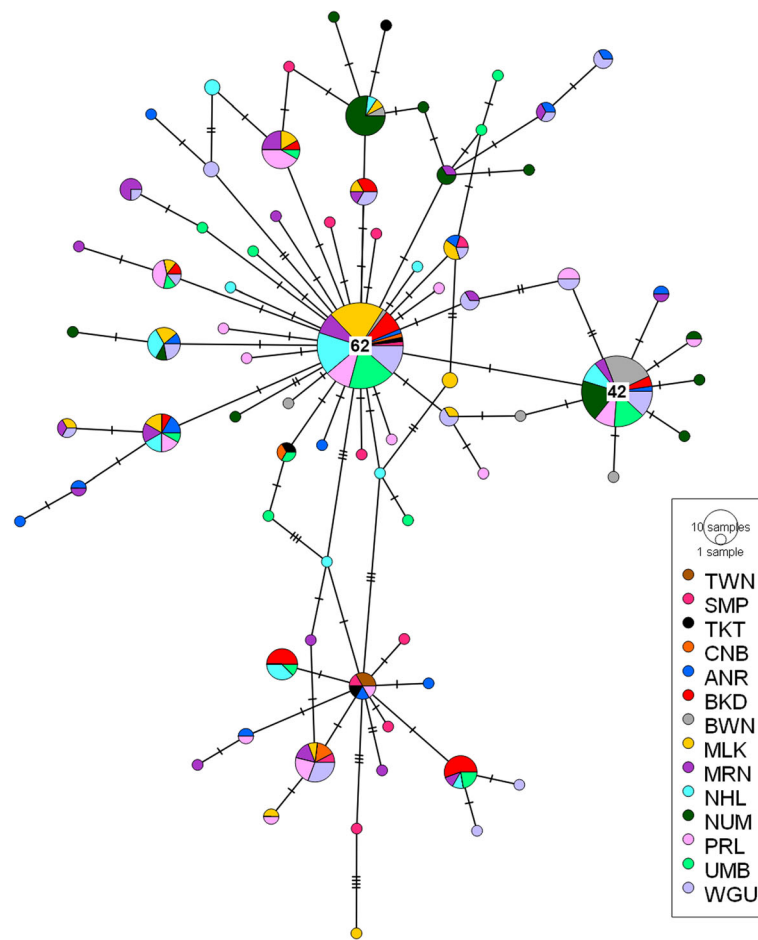 62
42
10 samples
1 sample
TWN
SMP
TKT
CNB
ANR
BKD
BWN
MLK
MRN
NHL
NUM
PRL
UMB
WGU